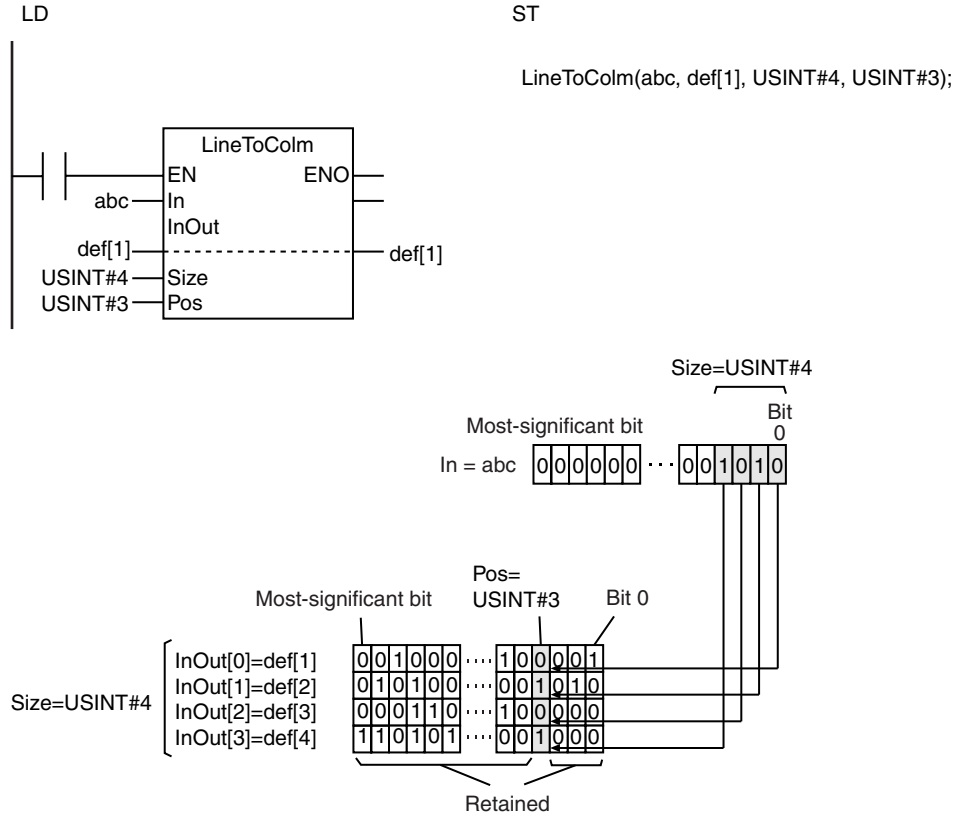 LD
ST
LineToColm(abc, def[1], USINT#4, USINT#3);
LineToColm
EN ENO
abc In
InOut
def[1] def[1]
USINT#4 Size
USINT#3 Pos
Size=USINT#4
Most-significant bit
Bit
0
In = abc 0 0 0 0 0 0 ··· 0 0 1 0 1 0
Pos=
USINT#3
Most-significant bit
Bit 0
Size=USINT#4
InOut[0]=def[1] 0 0 1 0 0 0 ···· 1 0 0 0 0 1
InOut[1]=def[2] 0 1 0 1 0 0 ···· 0 0 1 0 1 0
InOut[2]=def[3] 0 0 0 1 1 0 ···· 1 0 0 0 0 0
InOut[3]=def[4] 1 1 0 1 0 1 ···· 0 0 1 0 0 0
Retained